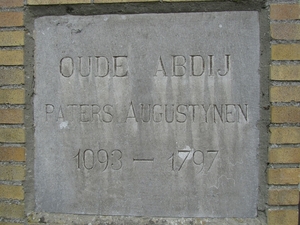 OUDE ABDIJ
PATERS AUGUSTYNEN
1093 — 1797